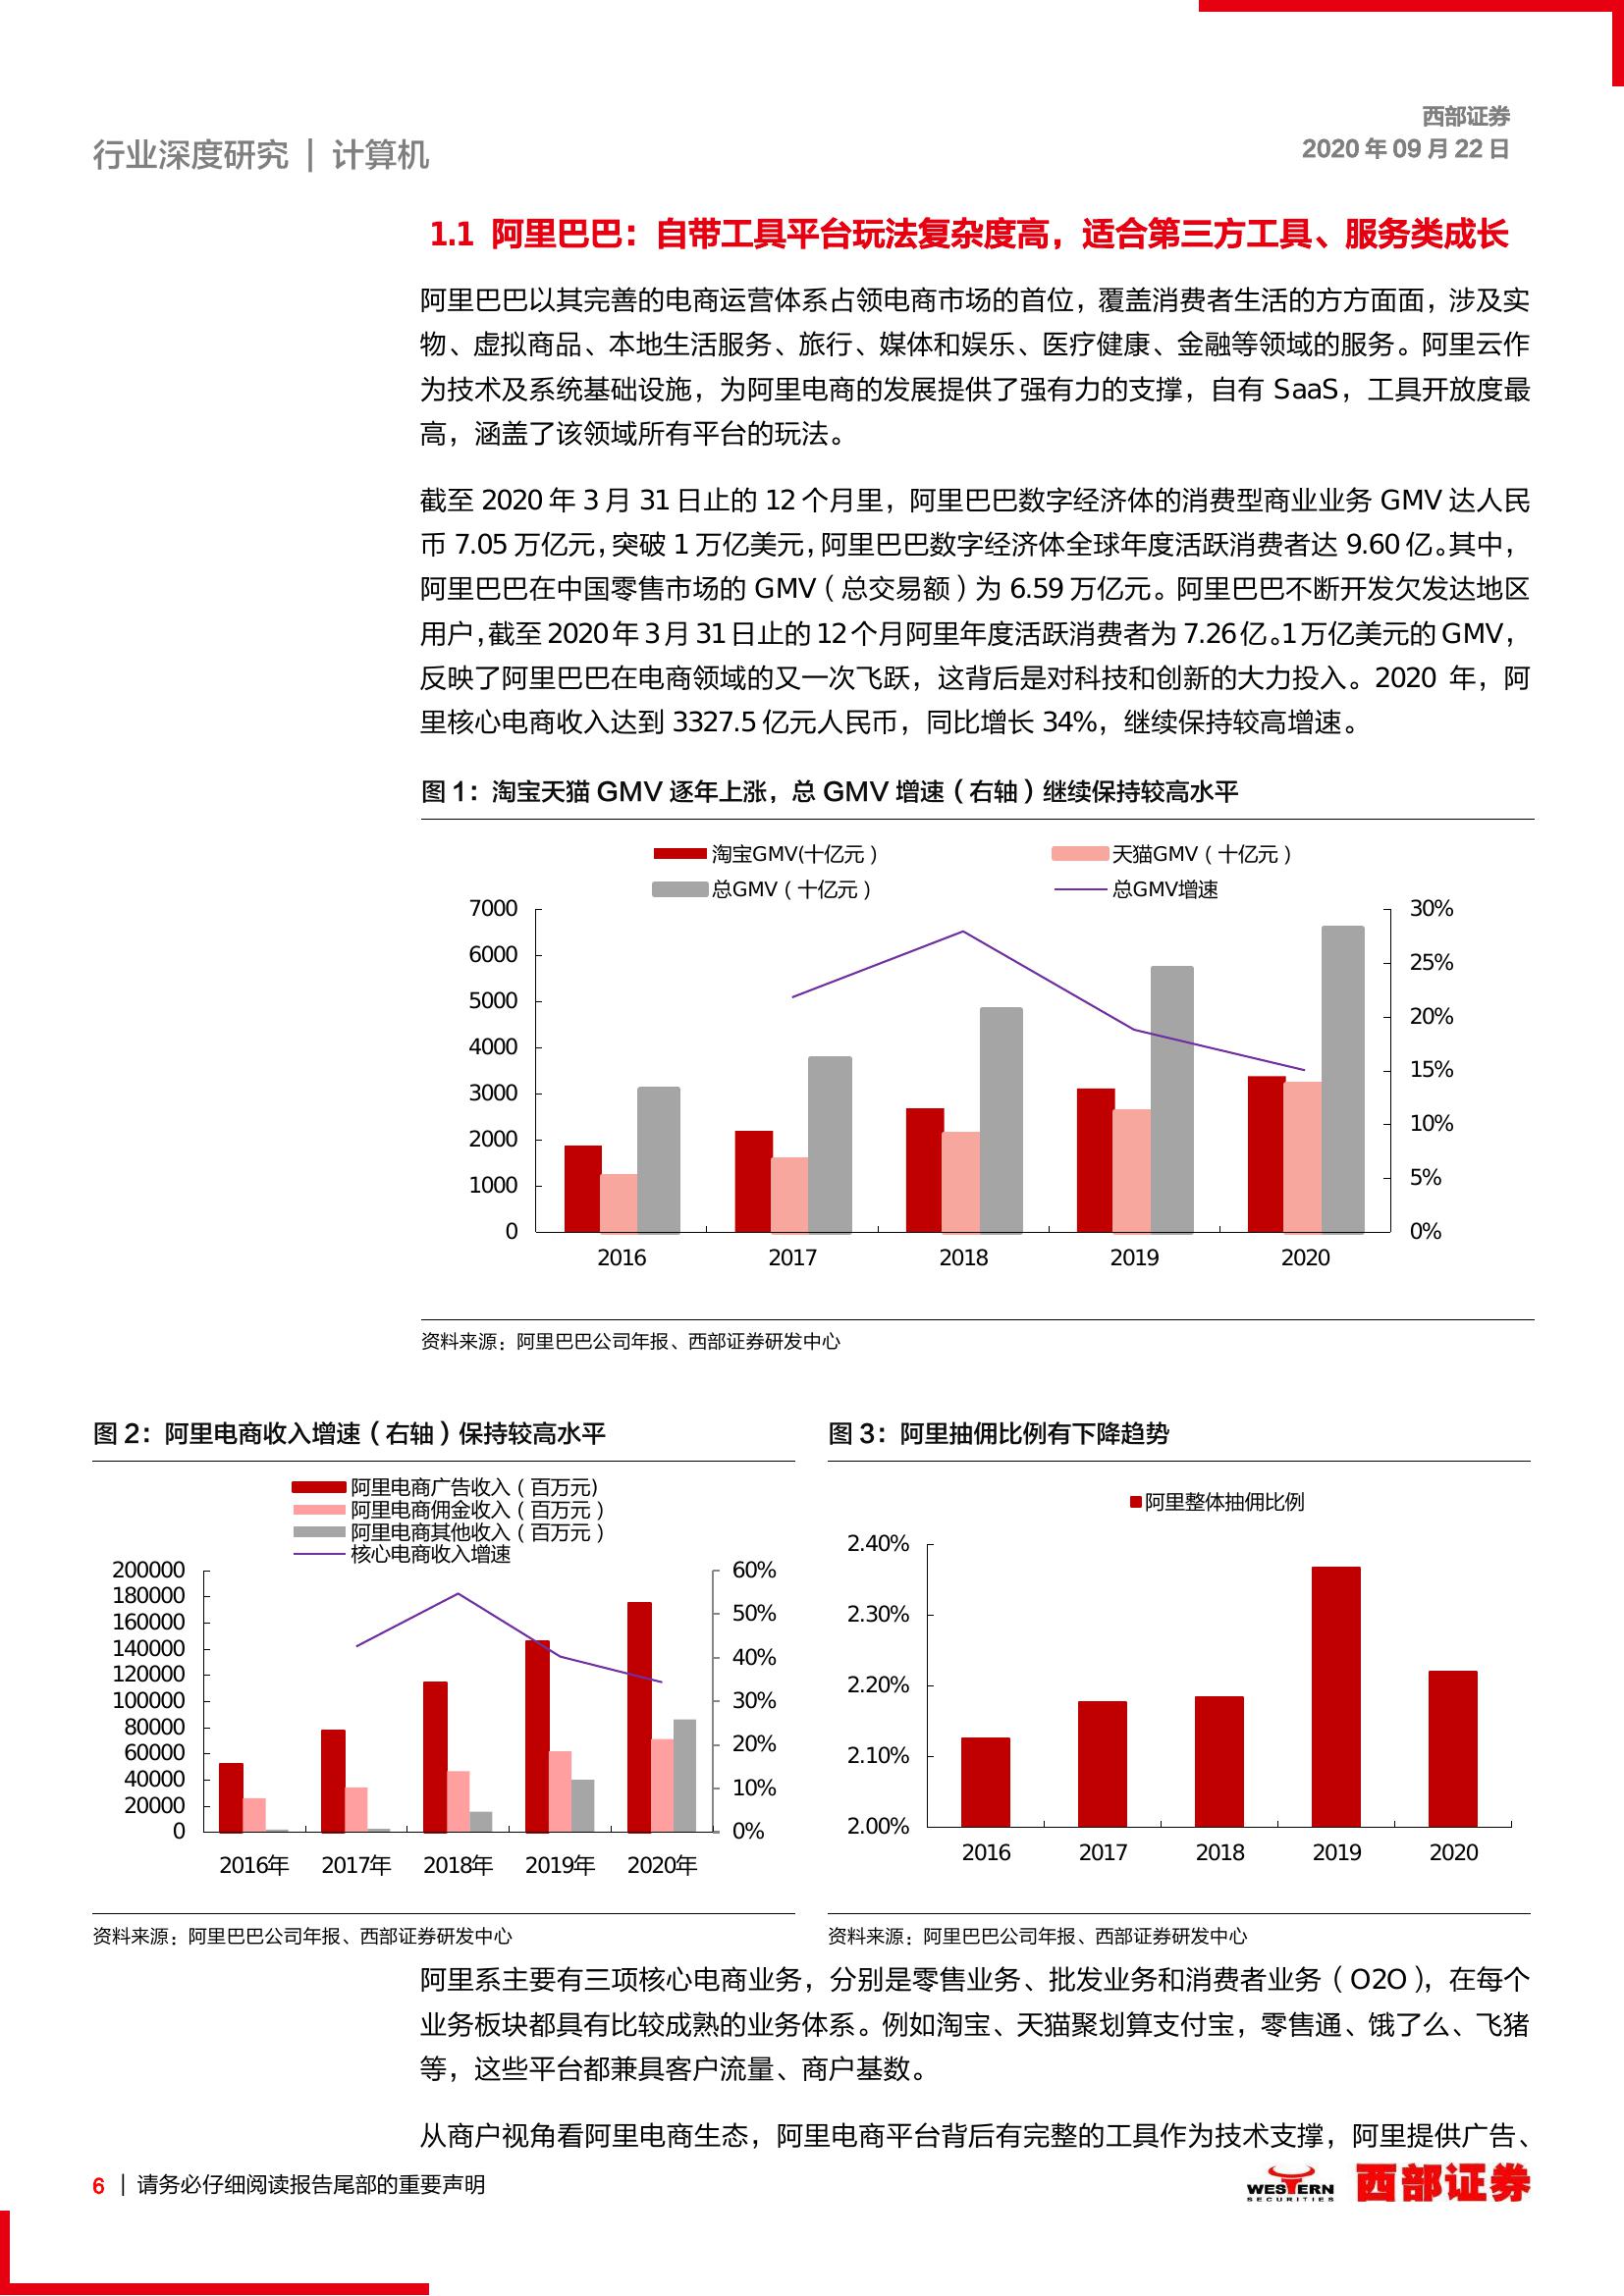 西部证券
行业深度研究 | 计算机
2020 年 09 月 22 日
1.1 阿里巴巴：自带工具平台玩法复杂度高，适合第三方工具、服务类成长
阿里巴巴以其完善的电商运营体系占领电商市场的首位，覆盖消费者生活的方方面面，涉及实
物、虚拟商品、本地生活服务、旅行、媒体和娱乐、医疗健康、金融等领域的服务。阿里云作
为技术及系统基础设施，为阿里电商的发展提供了强有力的支撑，自有 SaaS，工具开放度最
高，涵盖了该领域所有平台的玩法。
截至 2020 年 3 月 31 日止的 12 个月里，阿里巴巴数字经济体的消费型商业业务 GMV 达人民
币 7.05 万亿元，突破 1 万亿美元，阿里巴巴数字经济体全球年度活跃消费者达 9.60 亿。其中，
阿里巴巴在中国零售市场的 GMV（总交易额）为 6.59 万亿元。阿里巴巴不断开发欠发达地区
用户，截至 2020 年 3 月 31 日止的 12 个月阿里年度活跃消费者为 7.26 亿。1 万亿美元的 GMV，
反映了阿里巴巴在电商领域的又一次飞跃，这背后是对科技和创新的大力投入。2020 年，阿
里核心电商收入达到 3327.5 亿元人民币，同比增长 34%，继续保持较高增速。
图 1：淘宝天猫 GMV 逐年上涨，总 GMV 增速（右轴）继续保持较高水平
淘宝GMV(十亿元） 天猫GMV（十亿元）
总GMV（十亿元） 总GMV增速
7000 30%
6000 25%
5000 20%
4000 15%
3000 10%
2000 5%
1000 0%
0
2016 2017 2018 2019 2020
资料来源：阿里巴巴公司年报、西部证券研发中心
图 2：阿里电商收入增速（右轴）保持较高水平
阿里电商广告收入（百万元)
阿里电商佣金收入（百万元）
阿里电商其他收入（百万元）
核心电商收入增速
200000 60%
180000 50%
160000 40%
140000 30%
120000 20%
100000 10%
80000 0%
60000
40000
20000
0
2016年 2017年 2018年 2019年 2020年
资料来源：阿里巴巴公司年报、西部证券研发中心
图 3：阿里抽佣比例有下降趋势
阿里整体抽佣比例
2.40%
2.30%
2.20%
2.10%
2.00%
2016 2017 2018 2019 2020
资料来源：阿里巴巴公司年报、西部证券研发中心
阿里系主要有三项核心电商业务，分别是零售业务、批发业务和消费者业务（O2O），在每个
业务板块都具有比较成熟的业务体系。例如淘宝、天猫聚划算支付宝，零售通、饿了么、飞猪
等，这些平台都兼具客户流量、商户基数。
从商户视角看阿里电商生态，阿里电商平台背后有完整的工具作为技术支撑，阿里提供广告、
6 | 请务必仔细阅读报告尾部的重要声明
WESTERN
SECURITIES
西部证券